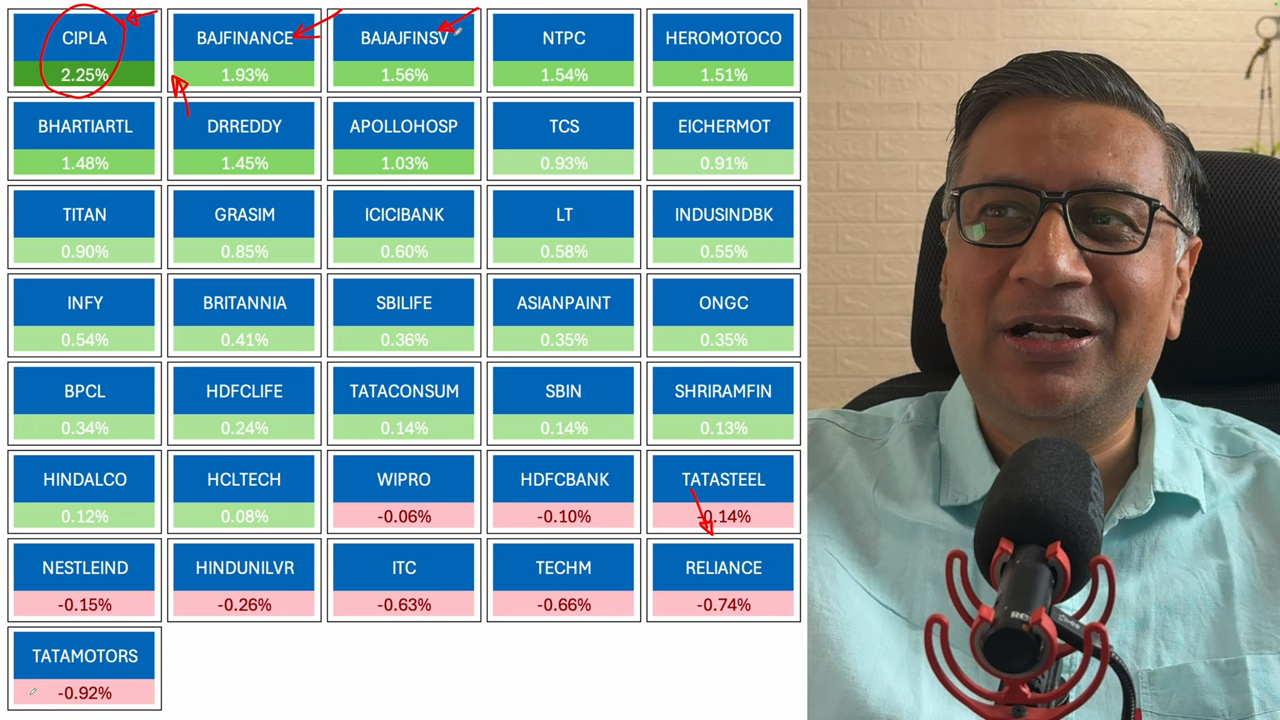 CIPLA BAJFINANCE BAJAJFINSV NTPC HEROMOTOCO
2.25% 1.93% 1.56% 1.54% 1.51%
BHARTIARTL DRREDDY APOLLOHOSP TCS EICHERMOT
1.48% 1.45% 1.03% 0.93% 0.91%
TITAN GRASIM ICICIBANK LT INDUSINDBK
0.90% 0.85% 0.60% 0.58% 0.55%
INFY BRITANNIA SBILIFE ASIANPAINT ONGC
0.54% 0.41% 0.36% 0.35% 0.35%
BPCL HDFCLIFE TATACONSUM SBIN SHRIRAMFIN
0.34% 0.24% 0.14% 0.14% 0.13%
HINDALCO HCLTECH WIPRO HDFCBANK TATASTEEL
0.12% 0.08% -0.06% -0.10% -0.14%
NESTLEIND HINDUNILVR ITC TECHM RELIANCE
-0.15% -0.26% -0.63% -0.66% -0.74%
TATAMOTORS
-0.92%